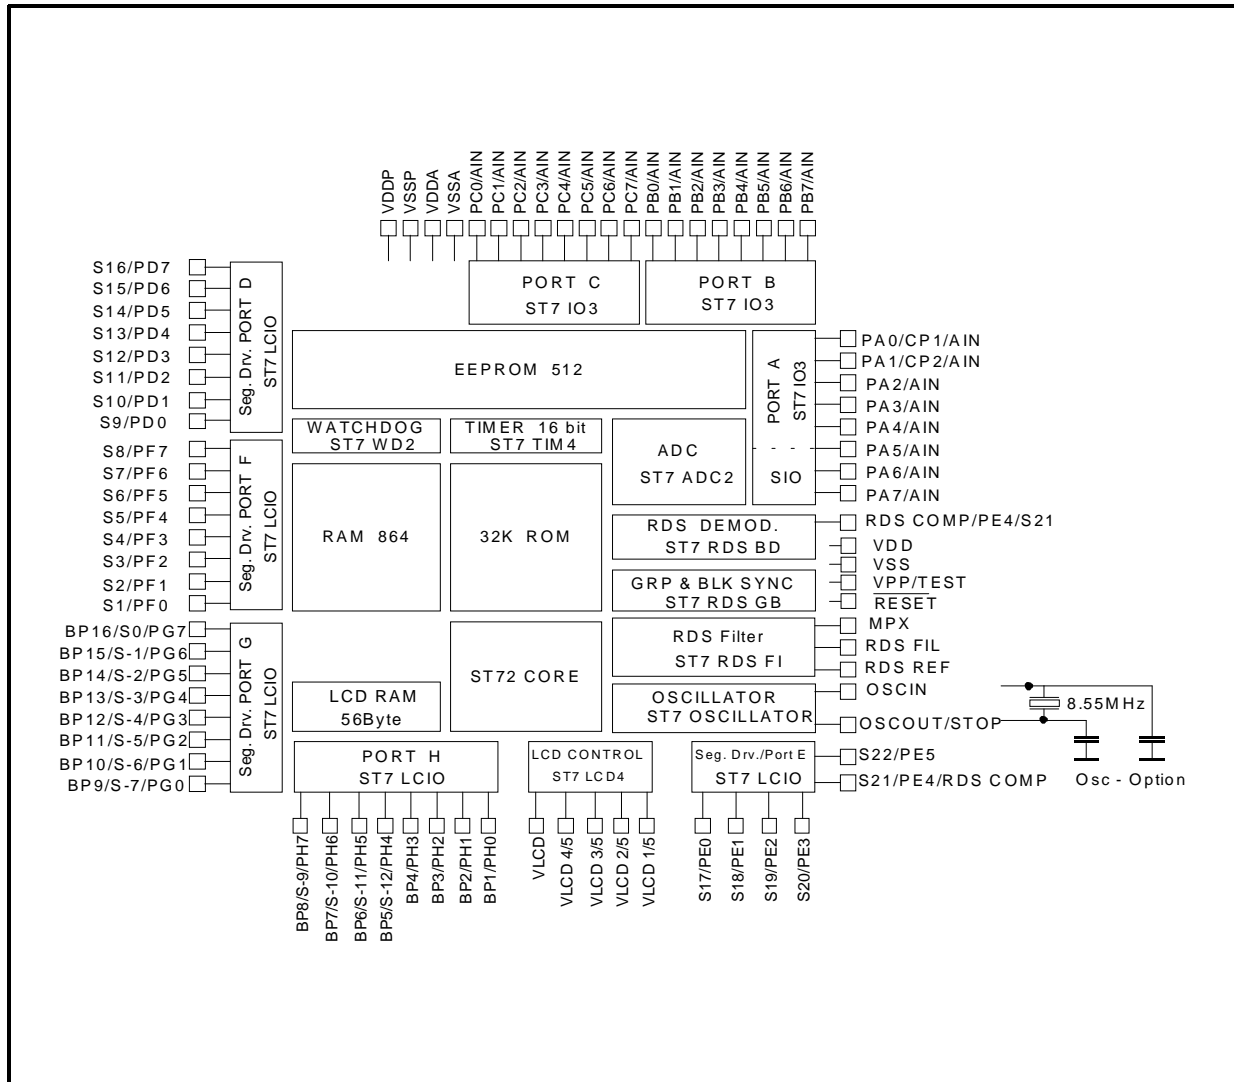 VDDP
VSSP
VDDA
VSSA
PC0/AIN
PC1/AIN
PC2/AIN
PC3/AIN
PC4/AIN
PC5/AIN
PC6/AIN
PC7/AIN
PB0/AIN
PB1/AIN
PB2/AIN
PB3/AIN
PB4/AIN
PB5/AIN
PB6/AIN
PB7/AIN
S16/PD7
S15/PD6
S14/PD5
S13/PD4
S12/PD3
S11/PD2
S10/PD1
S9/PD0
Seg. Drv. PORT D
ST7 LCIO
PORT C
ST7 IO3
PORT B
ST7 IO3
EEPROM 512
PORT A
ST7 IO3
SIO
PA0/CP1/AIN
PA1/CP2/AIN
PA2/AIN
PA3/AIN
PA4/AIN
PA5/AIN
PA6/AIN
PA7/AIN
WATCHDOG
ST7 WD2
TIMER 16 bit
ST7 TIM4
ADC
ST7 ADC2
S8/PF7
S7/PF6
S6/PF5
S5/PF4
S4/PF3
S3/PF2
S2/PF1
S1/PF0
Seg. Drv. PORT F
ST7 LCIO
RAM 864
32K ROM
RDS DEMOD.
ST7 RDS BD
RDS COMP/PE4/S21
VDD
VSS
VPP/TEST
RESET
GRP & BLK SYNC
ST7 RDS GB
MPX
RDS FIL
RDS REF
RDS Filter
ST7 RDS FI
BP16/S0/PG7
BP15/S-1/PG6
BP14/S-2/PG5
BP13/S-3/PG4
BP12/S-4/PG3
BP11/S-5/PG2
BP10/S-6/PG1
BP9/S-7/PG0
Seg. Drv. PORT G
ST7 LCIO
ST72 CORE
LCD RAM
56Byte
OSCILLATOR
ST7 OSCILLATOR
OSCIN
OSCOUT/STOP
8.55MHz
Osc - Option
PORT H
ST7 LCIO
LCD CONTROL
ST7 LCD4
Seg. Drv./Port E
ST7 LCIO
S22/PE5
S21/PE4/RDS COMP
BP8/S-9/PH7
BP7/S-10/PH6
BP6/S-11/PH5
BP5/S-12/PH4
BP4/PH3
BP3/PH2
BP2/PH1
BP1/PH0
VLCD
VLCD 4/5
VLCD 3/5
VLCD 2/5
VLCD 1/5
S17/PE0
S18/PE1
S19/PE2
S20/PE3